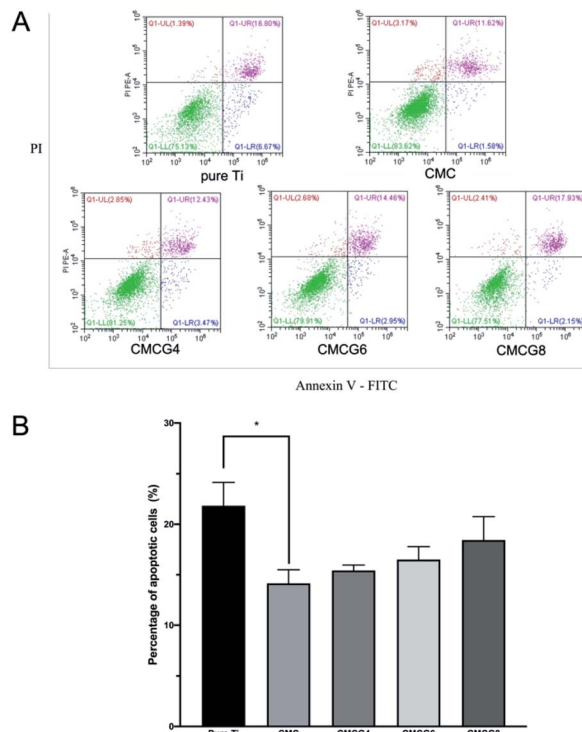 A
Q1-UL(1.39%) Q1-UR(16.80%)
PI PE-A
Q1-LL(75.13%) Q1-LR(6.67%)
pure Ti
Q1-UL(3.17%) Q1-UR(11.62%)
PI PE-A
Q1-LL(83.62%) Q1-LR(1.58%)
CMC
PI
Q1-UL(2.85%) Q1-UR(12.43%)
PI PE-A
Q1-LL(81.25%) Q1-LR(3.47%)
CMCG4
Q1-UL(2.68%) Q1-UR(14.46%)
PI PE-A
Q1-LL(79.91%) Q1-LR(2.95%)
CMCG6
Q1-UL(2.41%) Q1-UR(17.93%)
PI PE-A
Q1-LL(77.51%) Q1-LR(2.15%)
CMCG8
Annexin V - FITC
B
Percentage of apoptotic cells (%)
30
20
10
0
*